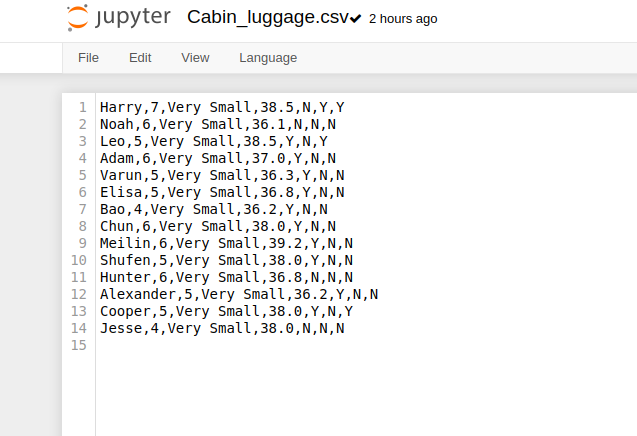 jupyter Cabin_luggage.csv 2 hours ago
File Edit View Language
1 Harry,7,Very Small,38.5,N,Y,Y
2 Noah,6,Very Small,36.1,N,N,N
3 Leo,5,Very Small,38.5,Y,N,Y
4 Adam,6,Very Small,37.0,Y,N,N
5 Varun,5,Very Small,36.3,Y,N,N
6 Elisa,5,Very Small,36.8,Y,N,N
7 Bao,4,Very Small,36.2,Y,N,N
8 Chun,6,Very Small,38.0,Y,N,N
9 Meilin,6,Very Small,39.2,Y,N,N
10 Shufen,5,Very Small,38.0,Y,N,N
11 Hunter,6,Very Small,36.8,N,N,N
12 Alexander,5,Very Small,36.2,Y,N,N
13 Cooper,5,Very Small,38.0,Y,N,Y
14 Jesse,4,Very Small,38.0,N,N,N
15